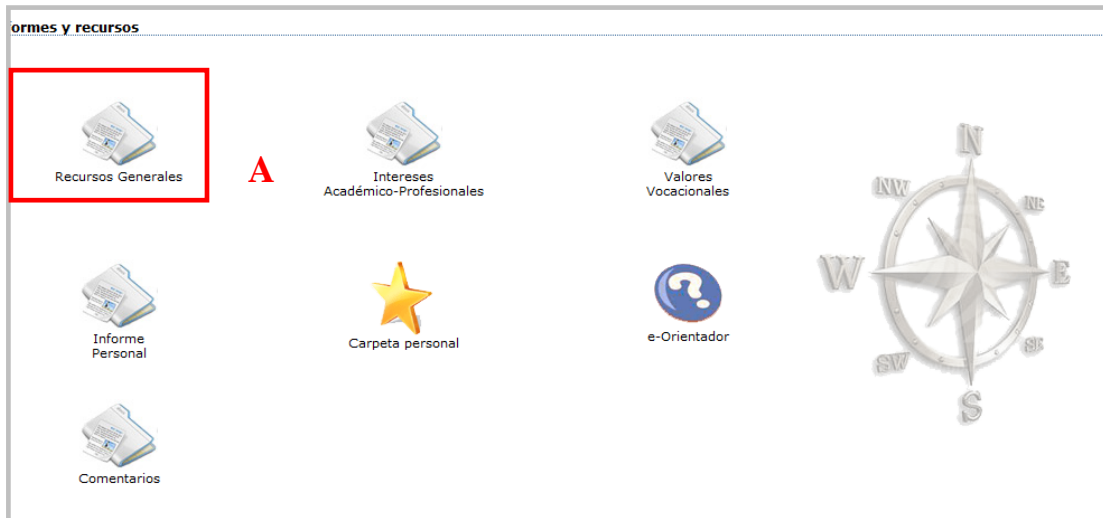 ormes y recursos
Recursos Generales
A
Intereses
Académico-Profesionales
Valores
Vocacionales
N
NW
NE
W
E
SW
SE
S
Informe
Personal
Carpeta personal
e-Orientador
Comentarios